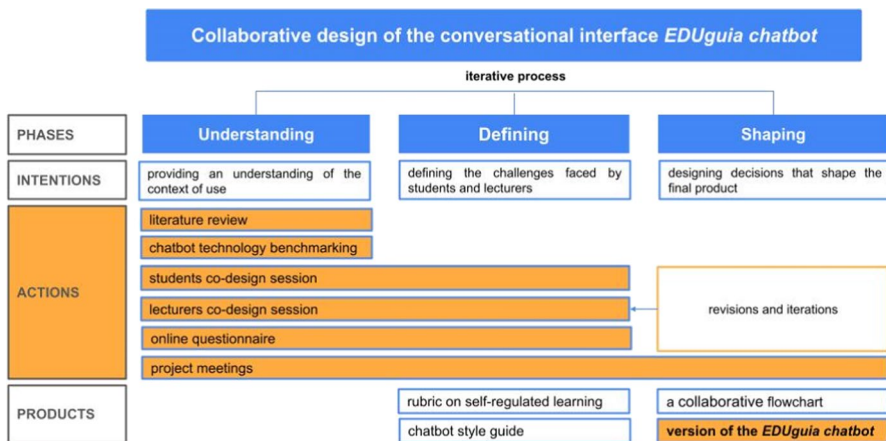 Collaborative design of the conversational interface EDUguia chatbot
iterative process
PHASES
Understanding
Defining
Shaping
INTENTIONS
providing an understanding of the
context of use
defining the challenges faced by
students and lecturers
designing decisions that shape the
final product
ACTIONS
literature review
chatbot technology benchmarking
students co-design session
lecturers co-design session
online questionnaire
project meetings
revisions and iterations
PRODUCTS
rubric on self-regulated learning
chatbot style guide
a collaborative flowchart
version of the EDUguia chatbot